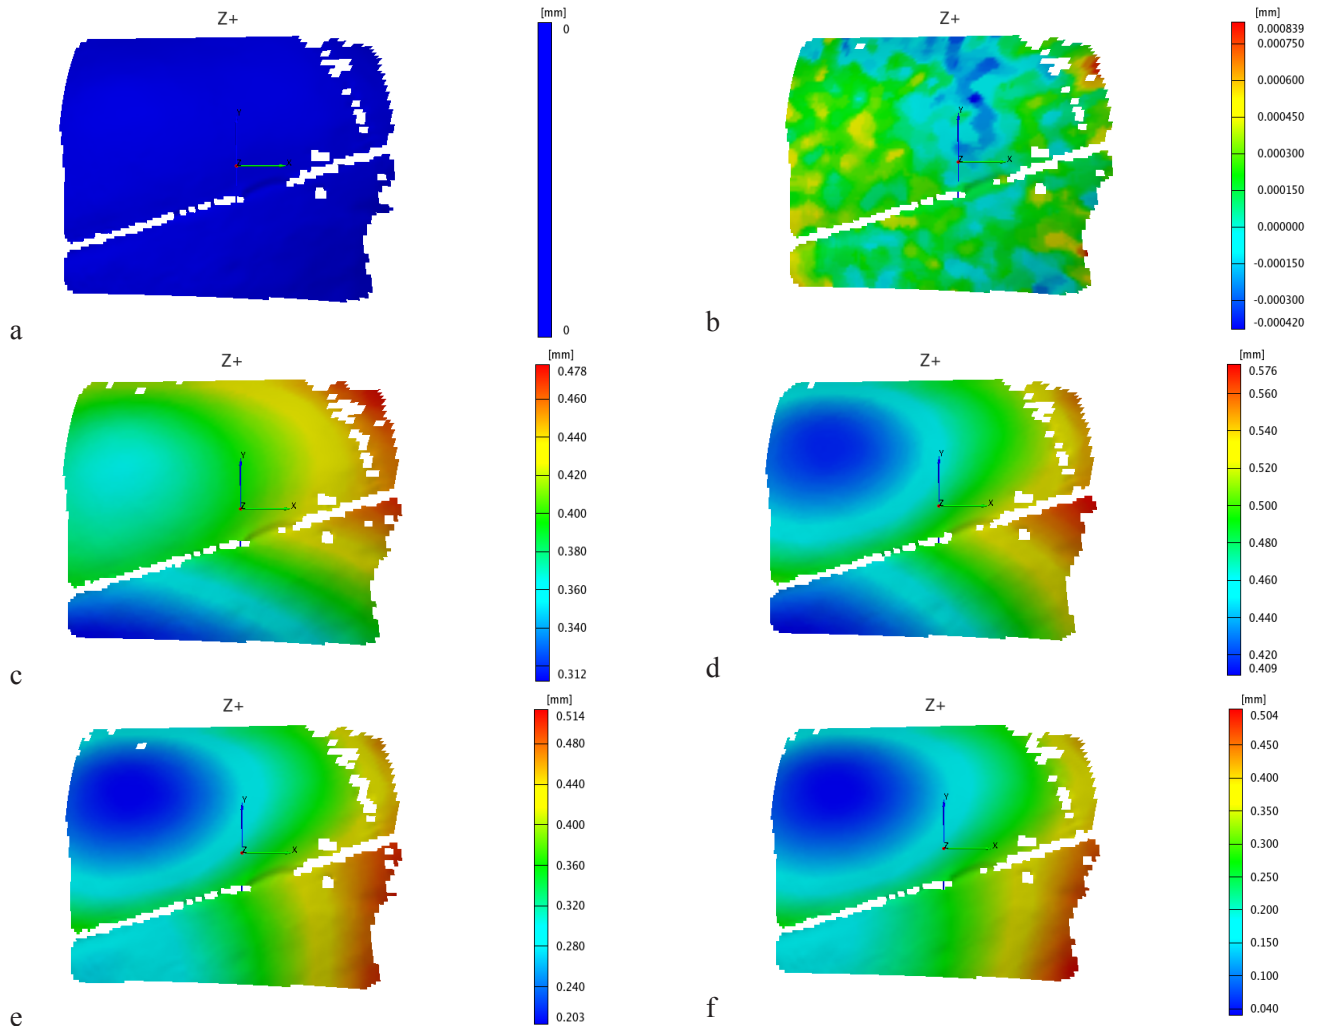 Z+
[mm]
0
0
Y
Z
X
a
Z+
[mm]
0.000839
0.000750
0.000600
0.000450
0.000300
0.000150
0.000000
-0.000150
-0.000300
-0.000420
Y
Z
X
b
Z+
[mm]
0.478
0.460
0.440
0.420
0.400
0.380
0.360
0.340
0.312
Y
Z
X
c
Z+
[mm]
0.576
0.560
0.540
0.520
0.500
0.480
0.460
0.440
0.420
0.409
Y
Z
X
d
Z+
[mm]
0.514
0.480
0.440
0.400
0.360
0.320
0.280
0.240
0.203
Y
Z
X
e
Z+
[mm]
0.504
0.450
0.400
0.350
0.300
0.250
0.200
0.150
0.100
0.040
Y
Z
X
f